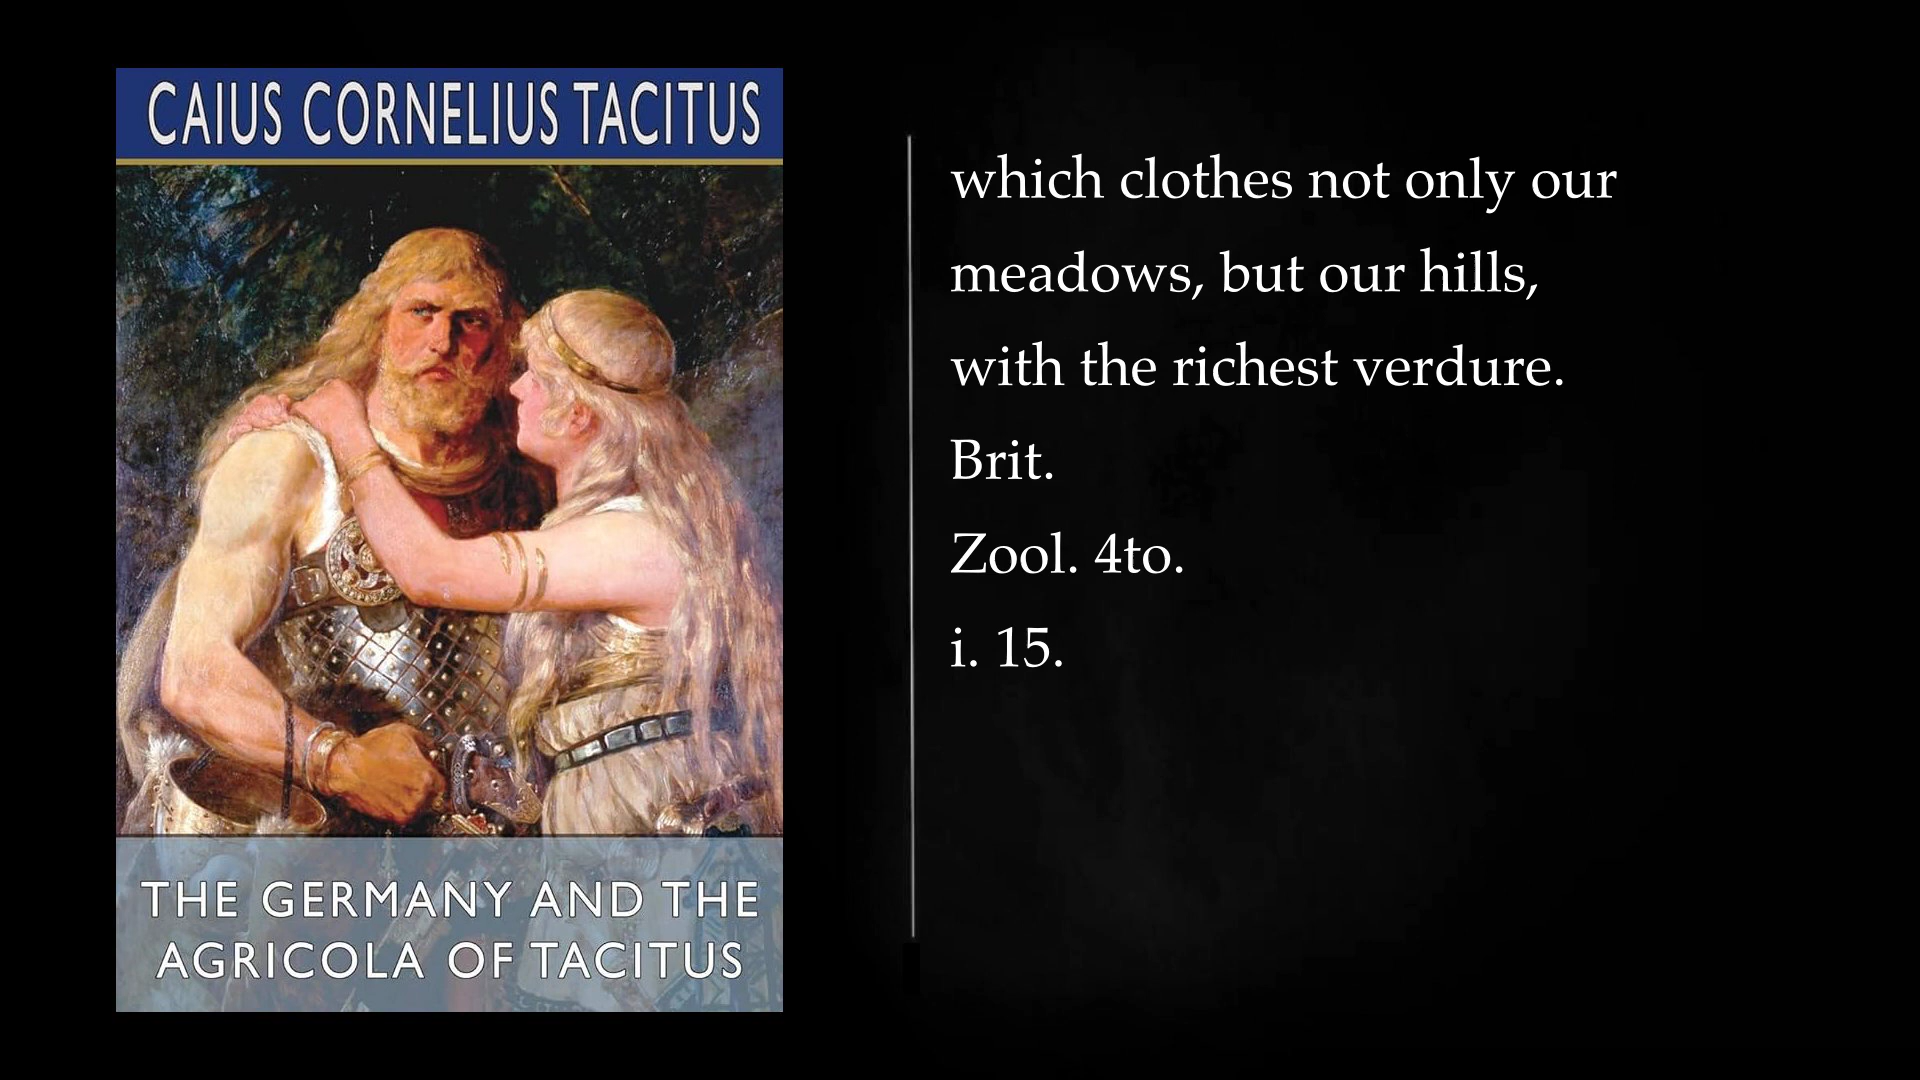 CAIUS CORNELIUS TACITUS
THE GERMANY AND THE
AGRICOLA OF TACITUS
which clothes not only our
meadows, but our hills,
with the richest verdure.
Brit.
Zool. 4to.
i. 15.